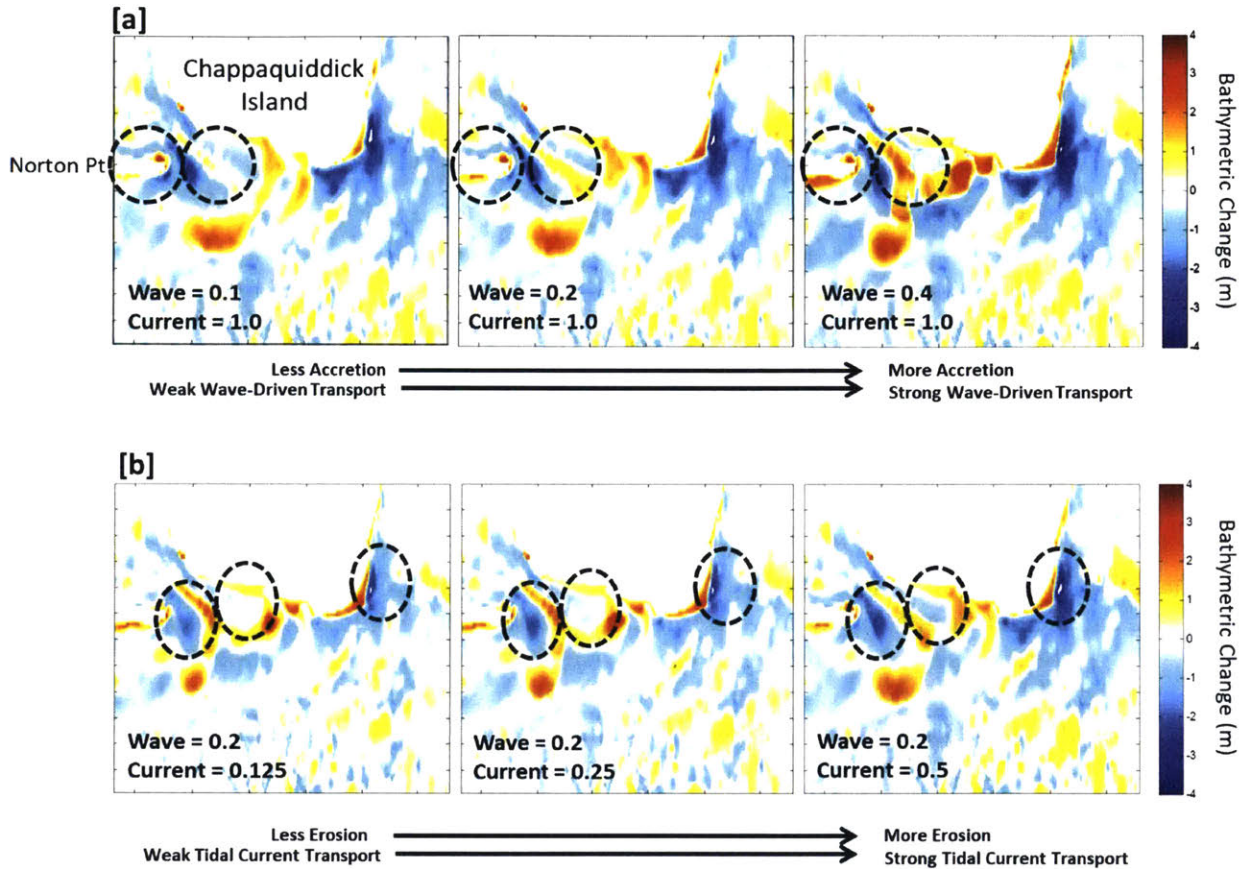 [a]
Chappaquiddick
Island
Norton Pt
Wave = 0.1
Current = 1.0
Wave = 0.2
Current = 1.0
Wave = 0.4
Current = 1.0
4
3
2
1
0
-1
-2
-3
-4
Bathymetric Change (m)
Less Accretion
Weak Wave-Driven Transport
More Accretion
Strong Wave-Driven Transport
[b]
Wave = 0.2
Current = 0.125
Wave = 0.2
Current = 0.25
Wave = 0.2
Current = 0.5
4
3
2
1
0
-1
-2
-3
-4
Bathymetric Change (m)
Less Erosion
Weak Tidal Current Transport
More Erosion
Strong Tidal Current Transport